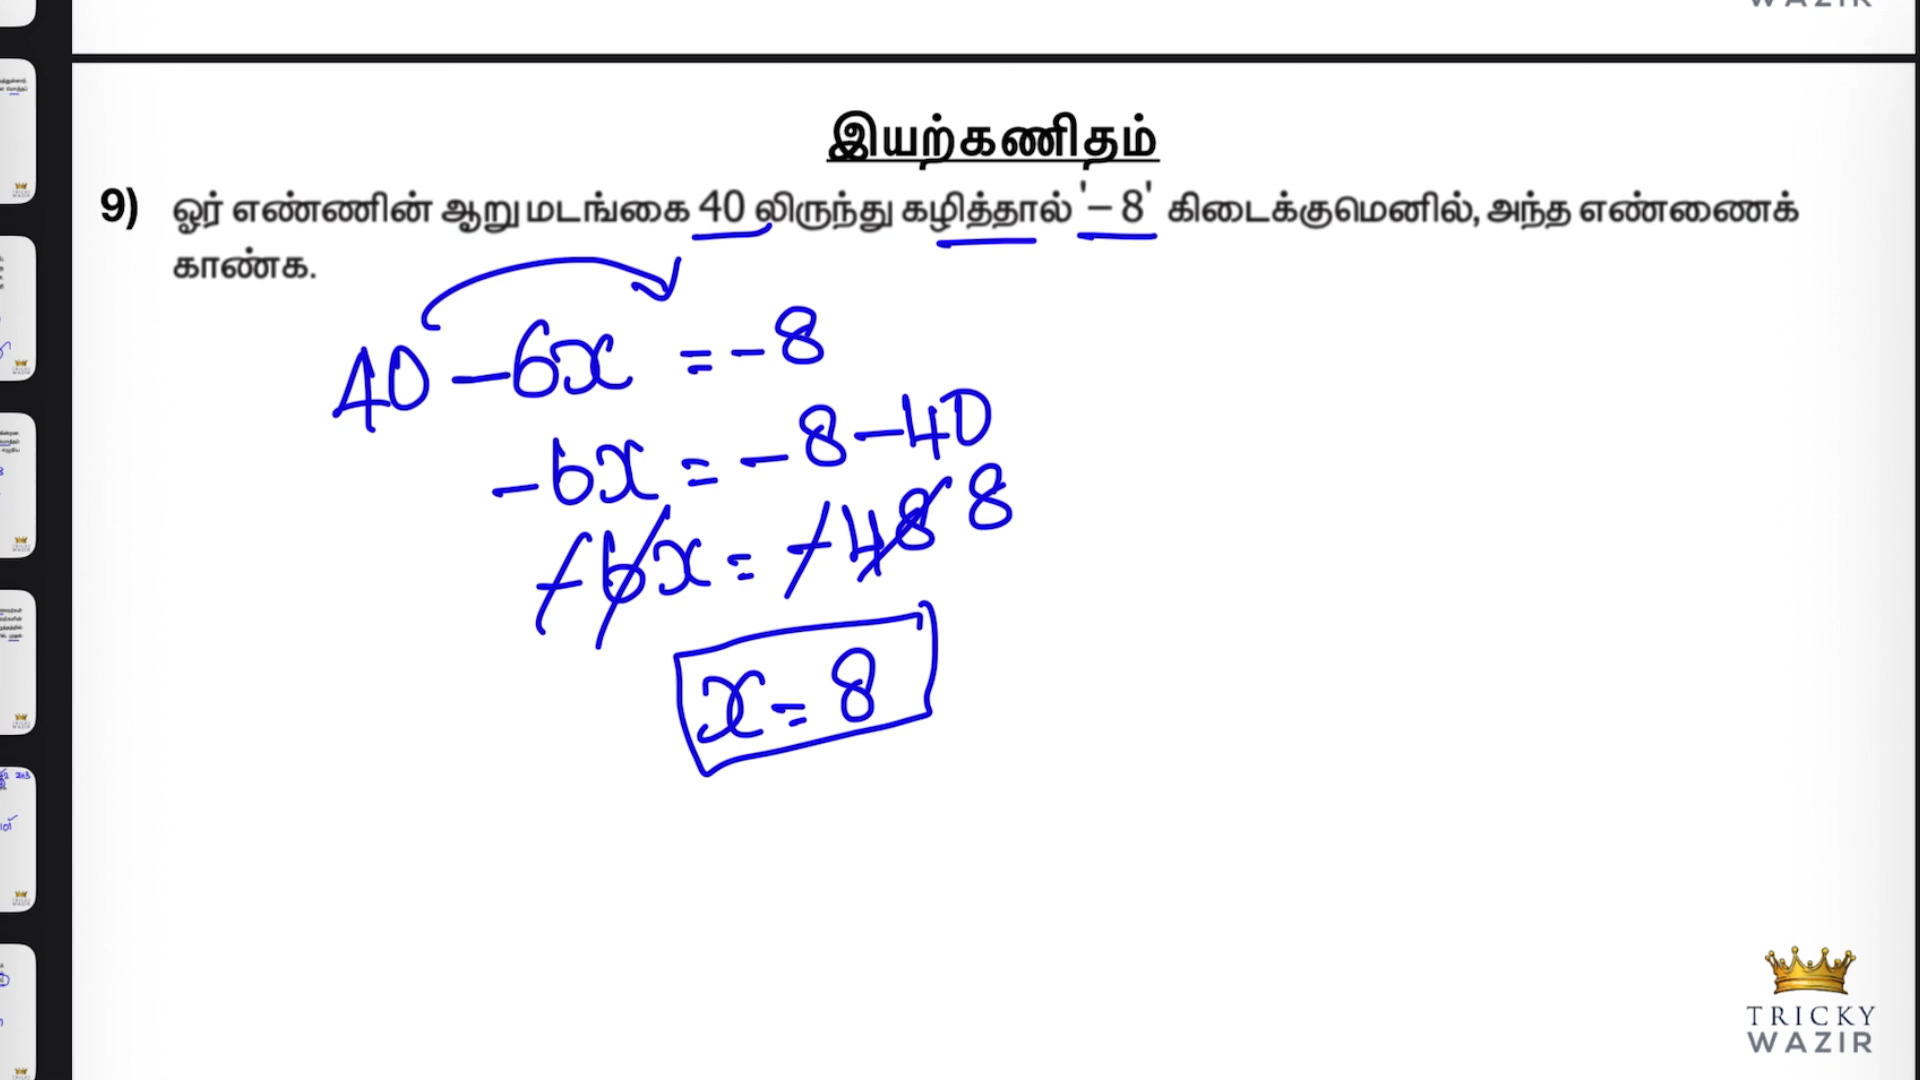 இயற்கணிதம்
9) ஓர் எண்ணின் ஆறு மடங்கை 40 லிருந்து கழித்தால் '– 8' கிடைக்குமெனில், அந்த எண்ணைக்
காண்க.
40 – 6x = – 8
– 6x = – 8 – 40
– 6x = – 48 8
x = 8
TRICKY
WAZIR